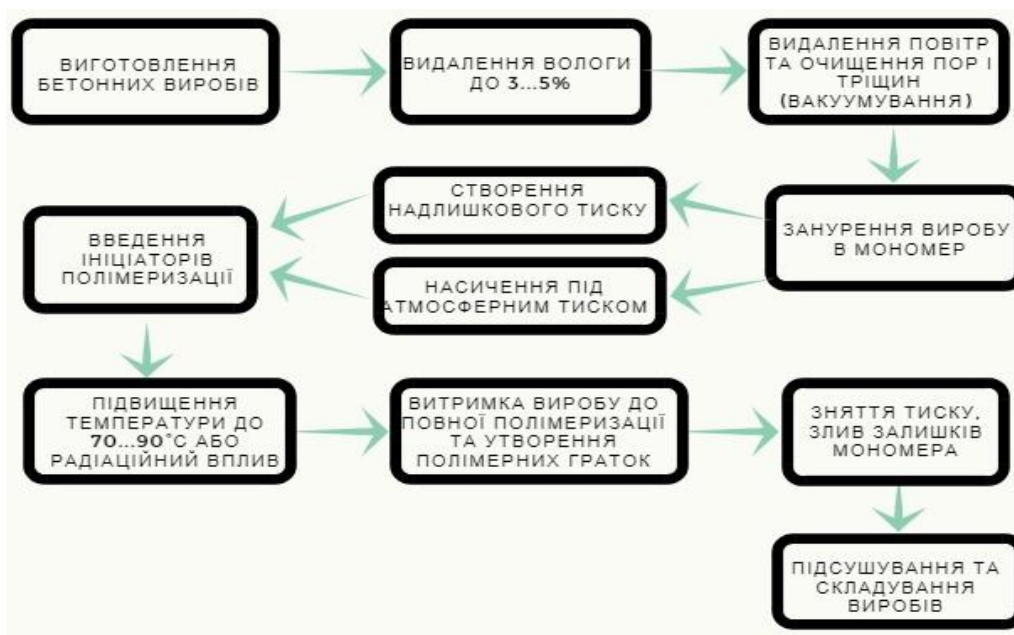 ВИГОТОВЛЕННЯ
БЕТОННИХ ВИРОБІВ
ВИДАЛЕННЯ ВОЛОГИ
ДО 3...5%
ВИДАЛЕННЯ ПОВІТР
ТА ОЧИЩЕННЯ ПОР І
ТРІЩИН
(ВАКУУМУВАННЯ)
ЗАНУРЕННЯ ВИРОБУ
В МОНОМЕР
СТВОРЕННЯ
НАДЛИШКОВОГО ТИСКУ
НАСИЧЕННЯ ПІД
АТМОСФЕРНИМ ТИСКОМ
ВВЕДЕННЯ
ІНІЦІАТОРІВ
ПОЛІМЕРИЗАЦІЇ
ПІДВИЩЕННЯ
ТЕМПЕРАТУРИ ДО
70...90°С АБО
РАДІАЦІЙНИЙ ВПЛИВ
ВИТРИМКА ВИРОБУ ДО
ПОВНОЇ ПОЛІМЕРИЗАЦІЇ
ТА УТВОРЕННЯ
ПОЛІМЕРНИХ ГРАТОК
ЗНЯТТЯ ТИСКУ,
ЗЛИВ ЗАЛИШКІВ
МОНОМЕРА
ПІДСУШУВАННЯ ТА
СКЛАДУВАННЯ
ВИРОБІВ